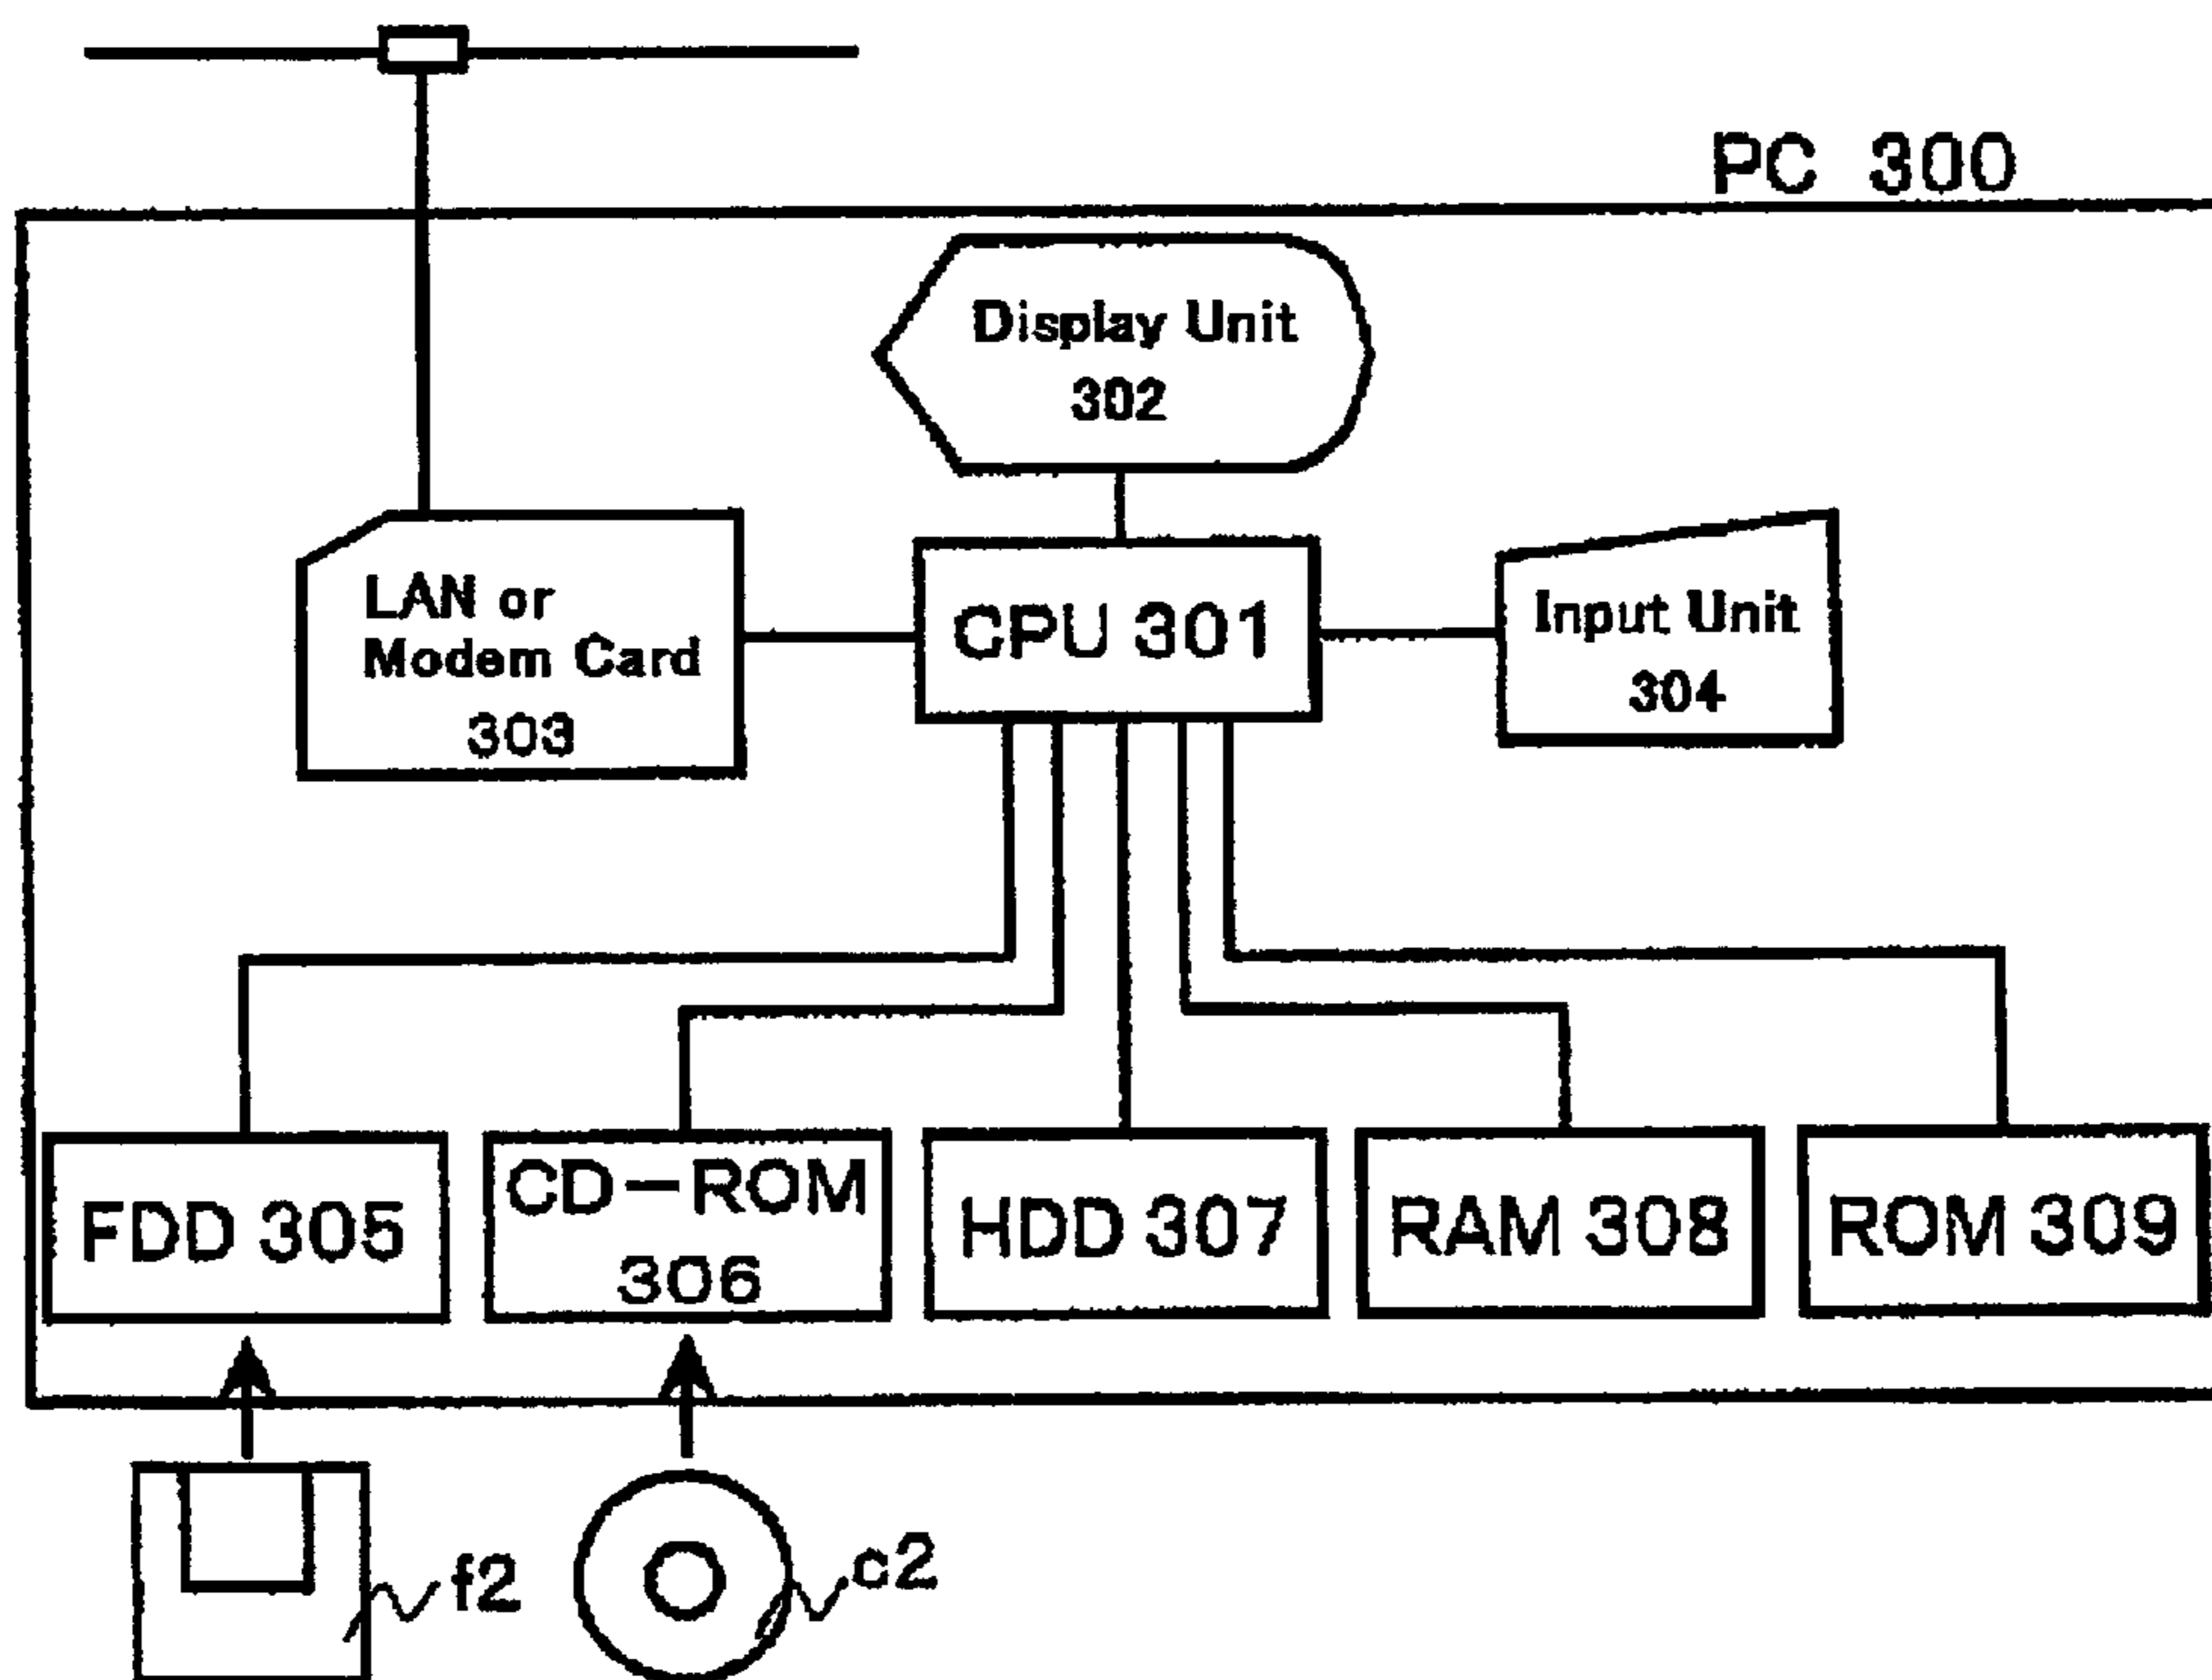 PC 300
Display Unit
302
LAN or
Modem Card
303
CPU 301
Input Unit
304
FDD 305
CD-ROM
306
HDD 307
RAM 308
ROM 309
f2
c2